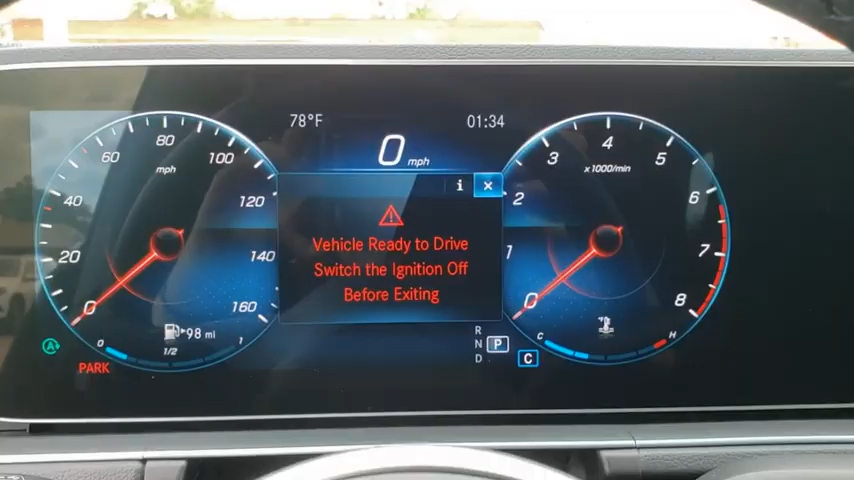 78°F
01:34
0 mph
i ×
Vehicle Ready to Drive
Switch the Ignition Off
Before Exiting
0
20
40
60
80
100
120
140
160
mph
98 mi
0 1/2 1
A
PARK
1
2
3
4
5
6
7
8
0
x1000/min
C H
R
N P
D
C